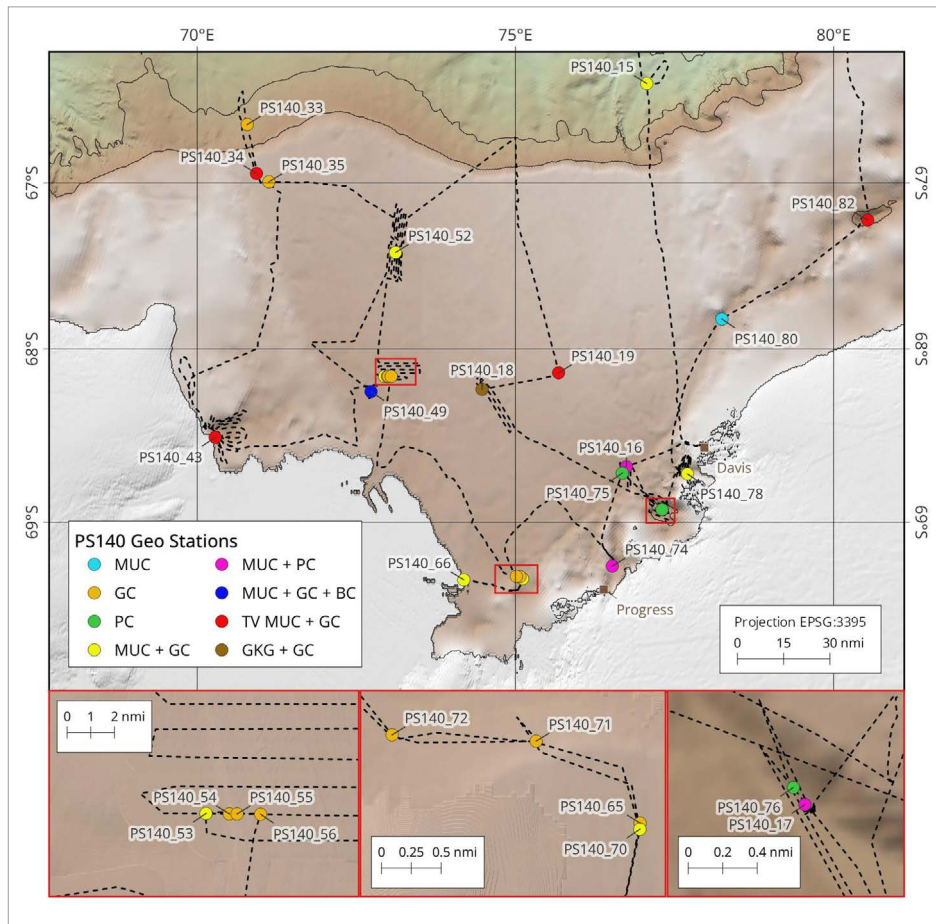 70°E
75°E
80°E
PS140_15
PS140_33
PS140_34
PS140_35
67°S
67°S
PS140_82
PS140_52
PS140_80
68°S
68°S
PS140_18
PS140_19
PS140_49
PS140_43
PS140_16
Davis
PS140_75
PS140_78
69°S
69°S
PS140_74
PS140_66
Progress
PS140 Geo Stations
MUC
MUC + PC
GC
MUC + GC + BC
PC
TV MUC + GC
MUC + GC
GKG + GC
Projection EPSG:3395
0 15 30 nmi
0 1 2 nmi
PS140_54
PS140_55
PS140_53
PS140_56
PS140_72
PS140_71
PS140_65
PS140_70
0 0.25 0.5 nmi
PS140_76
PS140_17
0 0.2 0.4 nmi